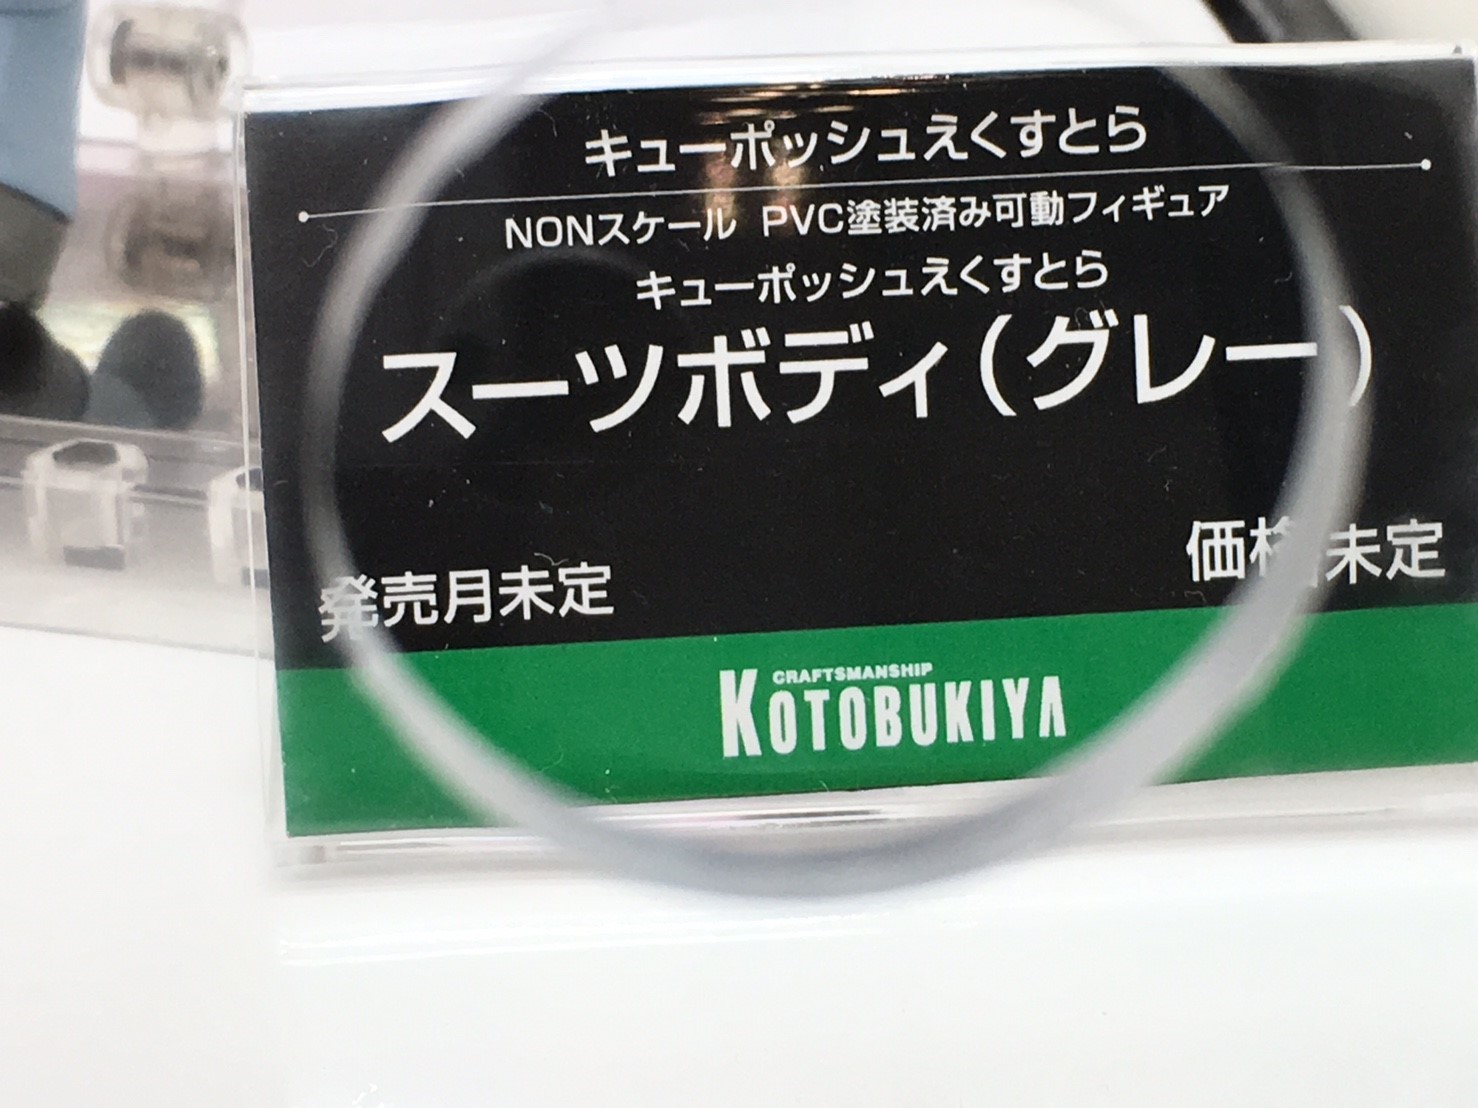 キューポッシュえくすとら
NONスケール PVC塗装済み可動フィギュア
キューポッシュえくすとら
スーツボディ(グレー)
発売月未定
価格未定
CRAFTSMANSHIP
KOTOBUKIYA